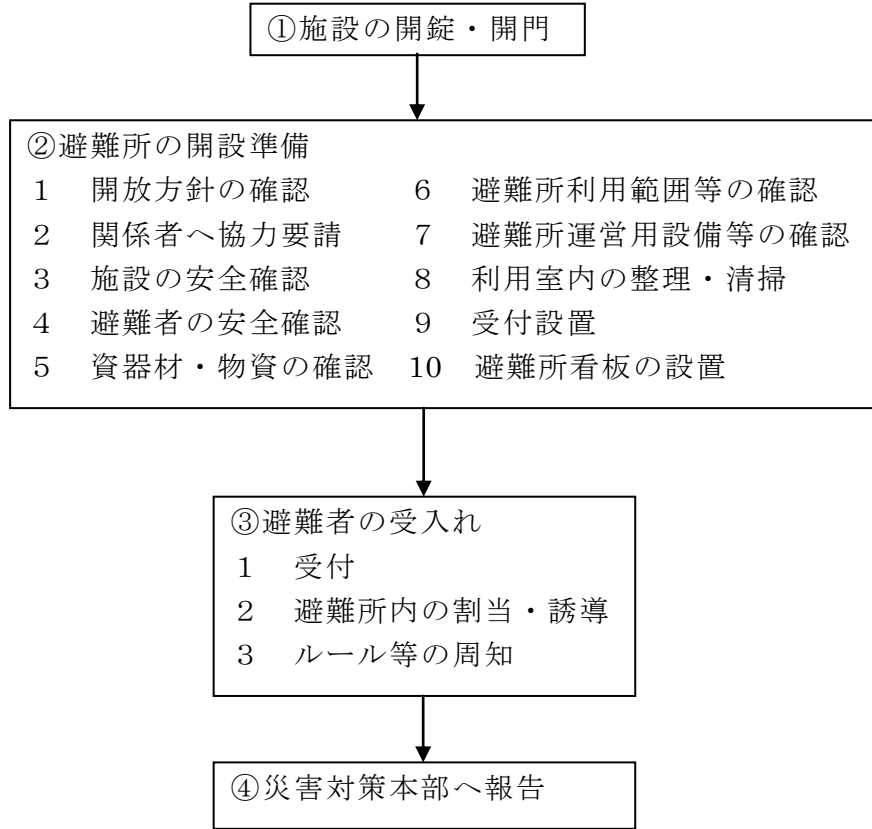 ①施設の開錠・開門
②避難所の開設準備
1 開放方針の確認
2 関係者へ協力要請
3 施設の安全確認
4 避難者の安全確認
5 資器材・物資の確認
6 避難所利用範囲等の確認
7 避難所運営用設備等の確認
8 利用室内の整理・清掃
9 受付設置
10 避難所看板の設置
③避難者の受入れ
1 受付
2 避難所内の割当・誘導
3 ルール等の周知
④災害対策本部へ報告